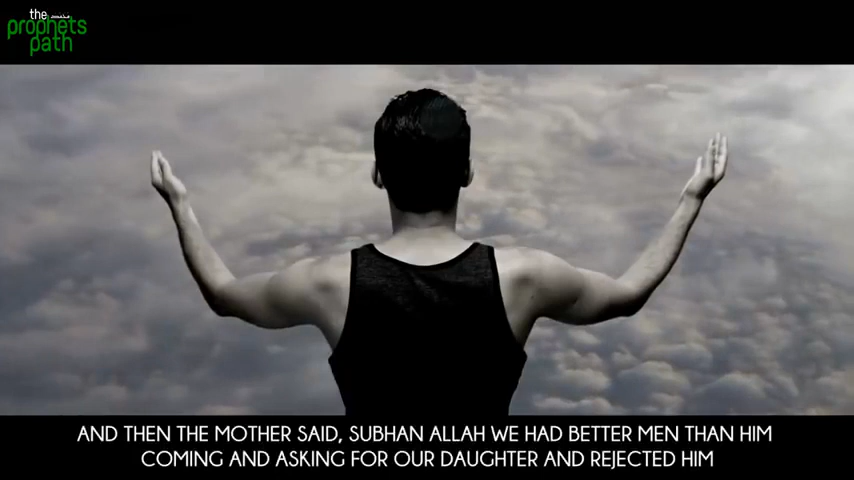 the
prophets
path
AND THEN THE MOTHER SAID, SUBHAN ALLAH WE HAD BETTER MEN THAN HIM
COMING AND ASKING FOR OUR DAUGHTER AND REJECTED HIM